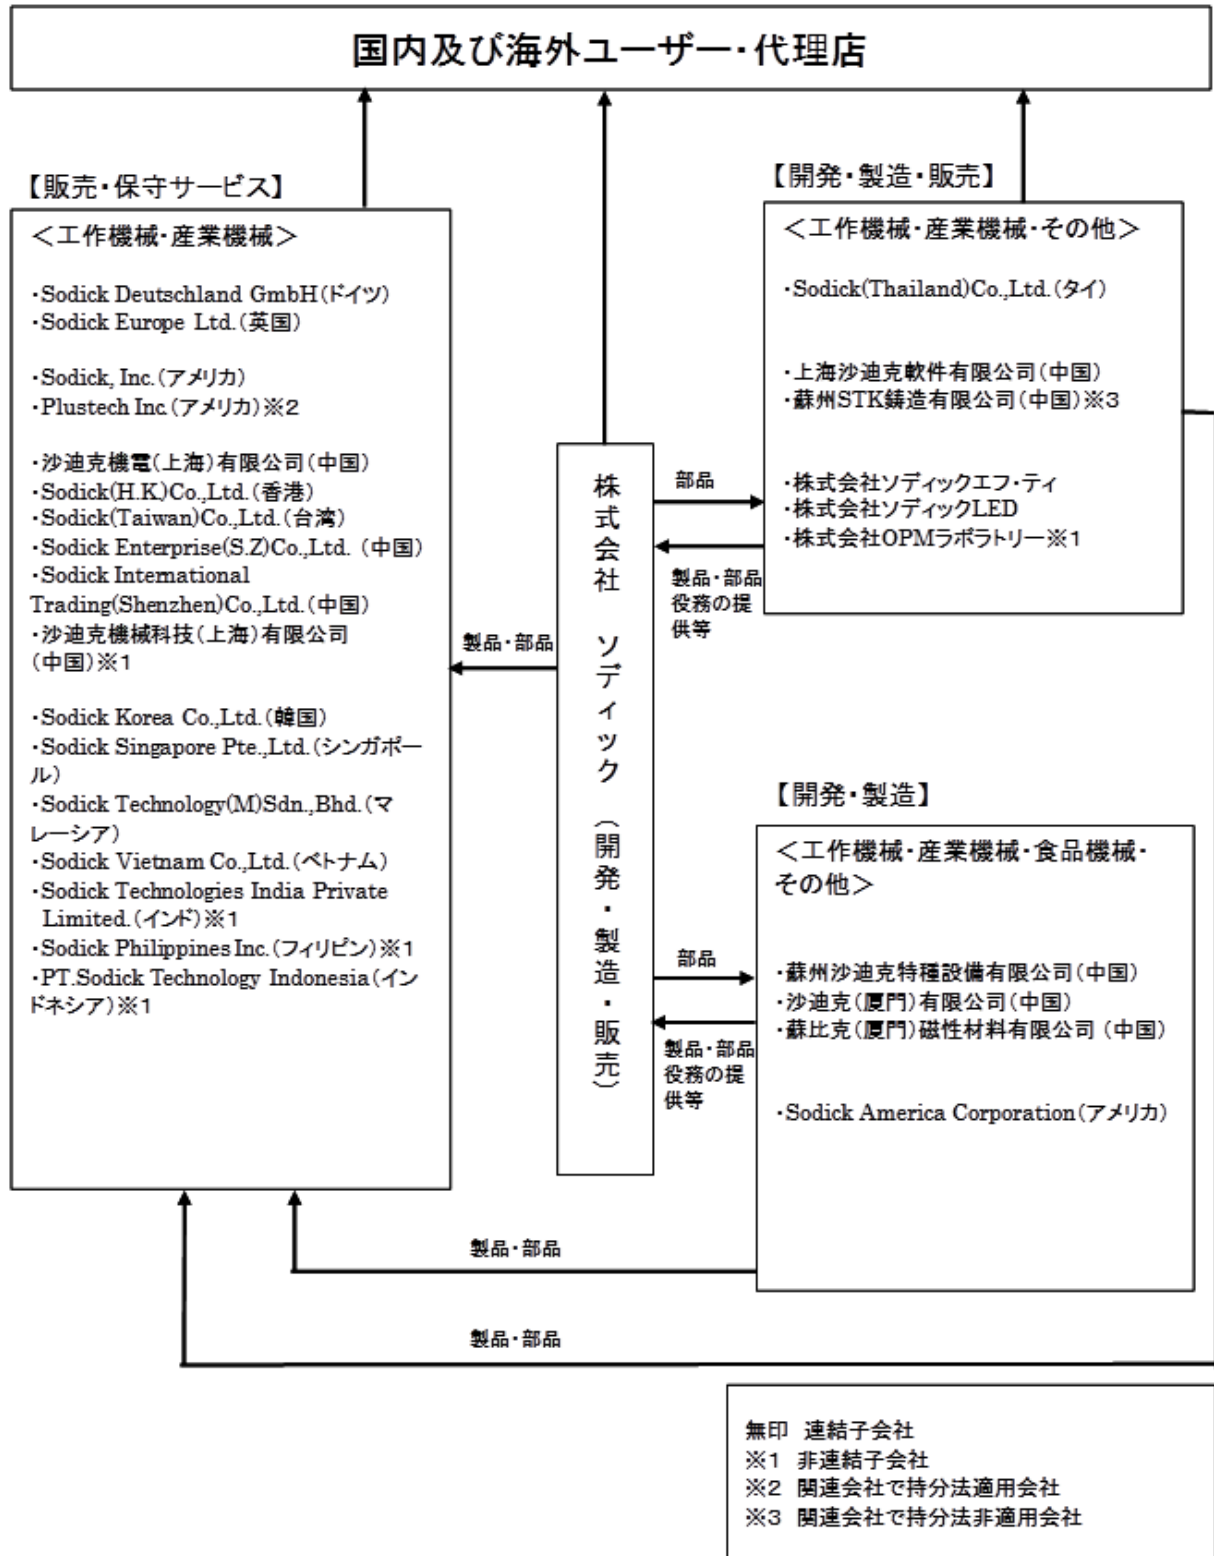 国内及び海外ユーザー・代理店
【販売・保守サービス】
＜工作機械・産業機械＞
・Sodick Deutschland GmbH(ドイツ)
・Sodick Europe Ltd.(英国)
・Sodick, Inc.(アメリカ)
・Plustech Inc.(アメリカ)※2
・沙迪克機電(上海)有限公司(中国)
・Sodick(H.K)Co.,Ltd.(香港)
・Sodick(Taiwan)Co.,Ltd.(台湾)
・Sodick Enterprise(S.Z)Co.,Ltd. (中国)
・Sodick International
Trading(Shenzhen)Co.,Ltd.(中国)
・沙迪克機械科技(上海)有限公司
(中国)※1
・Sodick Korea Co.,Ltd.(韓国)
・Sodick Singapore Pte.,Ltd.(シンガポー
ル)
・Sodick Technology(M)Sdn.,Bhd.(マ
レーシア)
・Sodick Vietnam Co.,Ltd.(ベトナム)
・Sodick Technologies India Private
Limited.(インド)※1
・Sodick Philippines Inc.(フィリピン)※1
・PT.Sodick Technology Indonesia(イン
ドネシア)※1
製品・部品
株式会社 ソディック (開発・製造・販売)
部品
製品・部品
役務の提
供等
部品
製品・部品
役務の提
供等
【開発・製造・販売】
＜工作機械・産業機械・その他＞
・Sodick(Thailand)Co.,Ltd.(タイ)
・上海沙迪克軟件有限公司(中国)
・蘇州STK鋳造有限公司(中国)※3
・株式会社ソディックエフ・ティ
・株式会社ソディックLED
・株式会社OPMラボラトリー※1
【開発・製造】
＜工作機械・産業機械・食品機械・
その他＞
・蘇州沙迪克特種設備有限公司(中国)
・沙迪克(厦門)有限公司(中国)
・蘇比克(厦門)磁性材料有限公司 (中国)
・Sodick America Corporation(アメリカ)
製品・部品
製品・部品
無印 連結子会社
※1 非連結子会社
※2 関連会社で持分法適用会社
※3 関連会社で持分法非適用会社